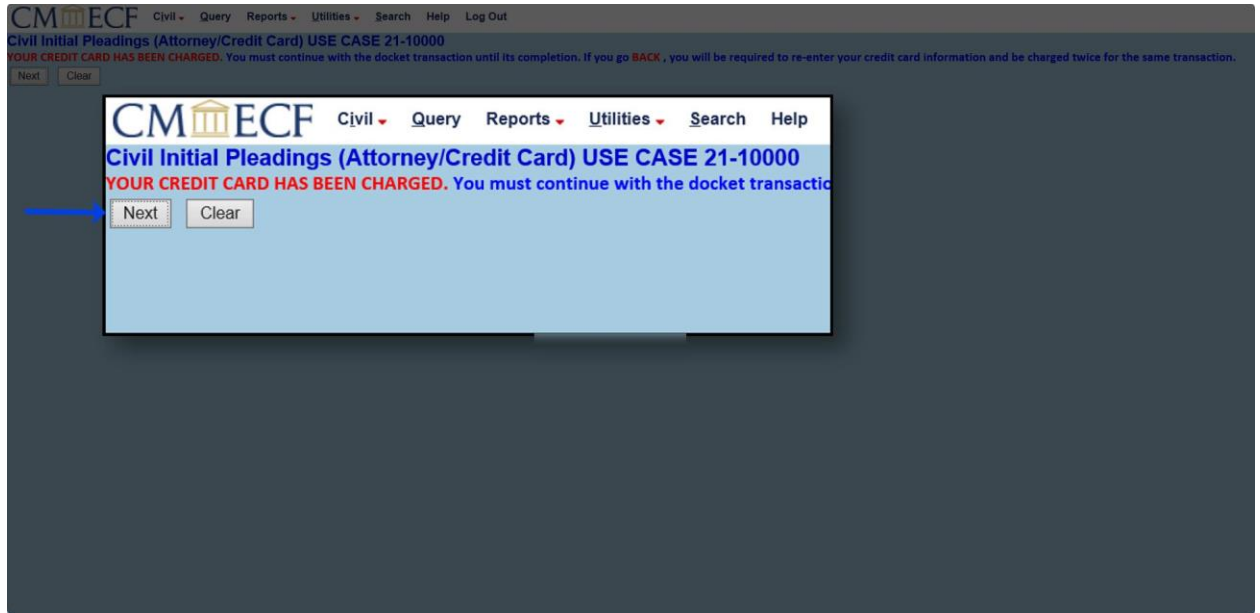 CM ECF Civil Query Reports Utilities Search Help Log Out
Civil Initial Pleadings (Attorney/Credit Card) USE CASE 21-10000
YOUR CREDIT CARD HAS BEEN CHARGED. You must continue with the docket transaction until its completion. If you go BACK , you will be required to re-enter your credit card information and be charged twice for the same transaction.
Next Clear
CM ECF Civil Query Reports Utilities Search Help
Civil Initial Pleadings (Attorney/Credit Card) USE CASE 21-10000
YOUR CREDIT CARD HAS BEEN CHARGED. You must continue with the docket transactio
Next Clear